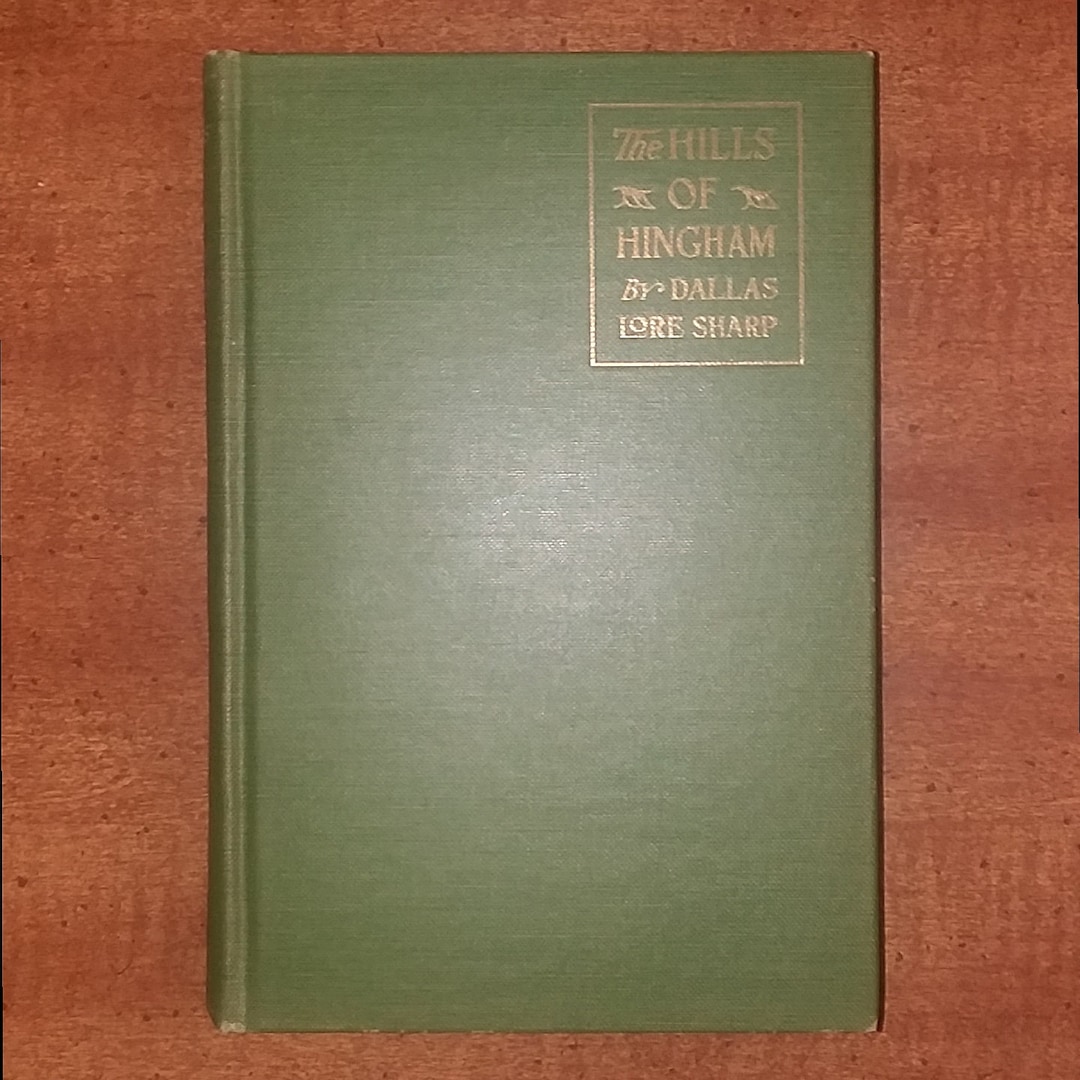 The HILLS
OF
HINGHAM
By DALLAS
LORE SHARP